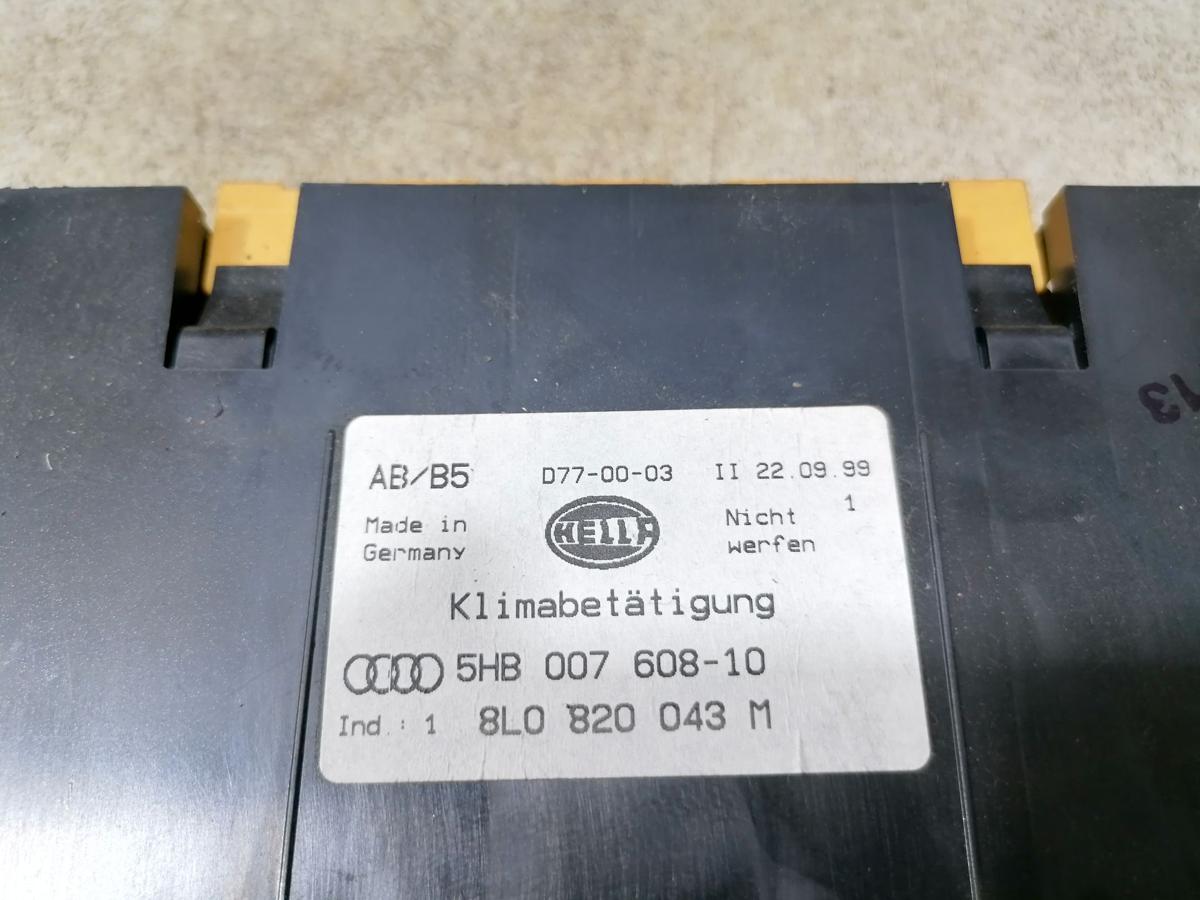 AB/B5 D77-00-03 II 22.09.99
Made in Germany
HELLA
Nicht werfen
1
Klimabetätigung
5HB 007 608-10
Ind.: 1 8L0 820 043 M
13